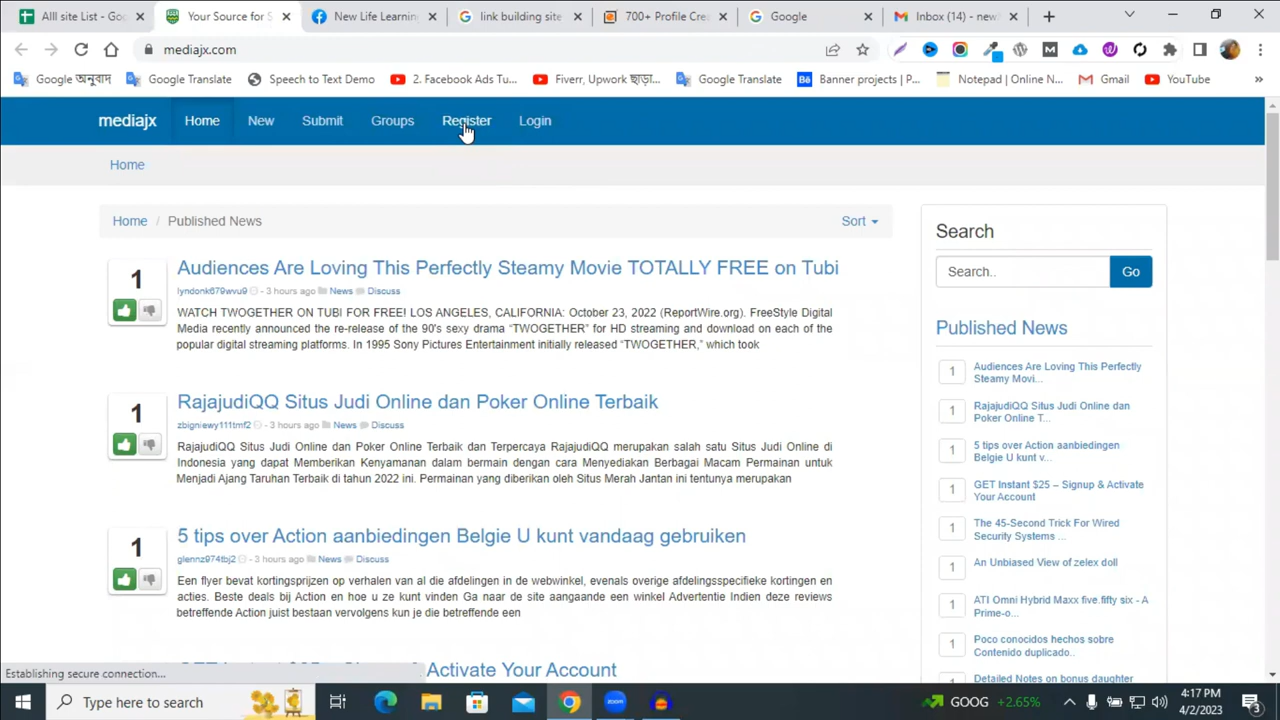 Alll site List - Goog
Your Source for S
New Life Learning
link building site
700+ Profile Cre
Google
Inbox (14) - new
mediajx.com
Google অনুবাদ
Google Translate
Speech to Text Demo
2. Facebook Ads Tu...
Fiverr, Upwork ছাড়া...
Google Translate
Banner projects | P...
Notepad | Online N...
Gmail
YouTube
mediajx
Home
New
Submit
Groups
Register
Login
Home
Home / Published News
Sort
1
Audiences Are Loving This Perfectly Steamy Movie TOTALLY FREE on Tubi
lyndonk679wvu9 - 3 hours ago News Discuss
WATCH TWOGETHER ON TUBI FOR FREE! LOS ANGELES, CALIFORNIA: October 23, 2022 (ReportWire.org). FreeStyle Digital
Media recently announced the re-release of the 90's sexy drama “TWOGETHER” for HD streaming and download on each of the
popular digital streaming platforms. In 1995 Sony Pictures Entertainment initially released “TWOGETHER,” which took
1
RajajudiQQ Situs Judi Online dan Poker Online Terbaik
zbigniewy111tmf2 - 3 hours ago News Discuss
RajajudiQQ Situs Judi Online dan Poker Online Terbaik dan Terpercaya RajajudiQQ merupakan salah satu Situs Judi Online di
Indonesia yang dapat Memberikan Kenyamanan dalam bermain dengan cara Menyediakan Berbagai Macam Permainan untuk
Menjadi Ajang Taruhan Terbaik di tahun 2022 ini. Permainan yang diberikan oleh Situs Merah Jantan ini tentunya merupakan
1
5 tips over Action aanbiedingen Belgie U kunt vandaag gebruiken
glennz974tbj2 - 3 hours ago News Discuss
Een flyer bevat kortingsprijzen op verhalen van al die afdelingen in de webwinkel, evenals overige afdelingsspecifieke kortingen en
acties. Beste deals bij Action en hoe u ze kunt vinden Ga naar de site aangaande een winkel Advertentie Indien deze reviews
betreffende Action juist bestaan vervolgens kun je die betreffende een
Activate Your Account
Search
Search..
Go
Published News
1
Audiences Are Loving This Perfectly
Steamy Movi...
1
RajajudiQQ Situs Judi Online dan
Poker Online T...
1
5 tips over Action aanbiedingen
Belgie U kunt v...
1
GET Instant $25 – Signup & Activate
Your Account
1
The 45-Second Trick For Wired
Security Systems ...
1
An Unbiased View of zelex doll
1
ATI Omni Hybrid Maxx five.fifty six - A
Prime-o...
1
Poco conocidos hechos sobre
Contenido duplicado..
1
Detailed Notes on bonus daughter
Establishing secure connection...
Type here to search
GOOG +2.65%
4:17 PM
4/2/2023
3